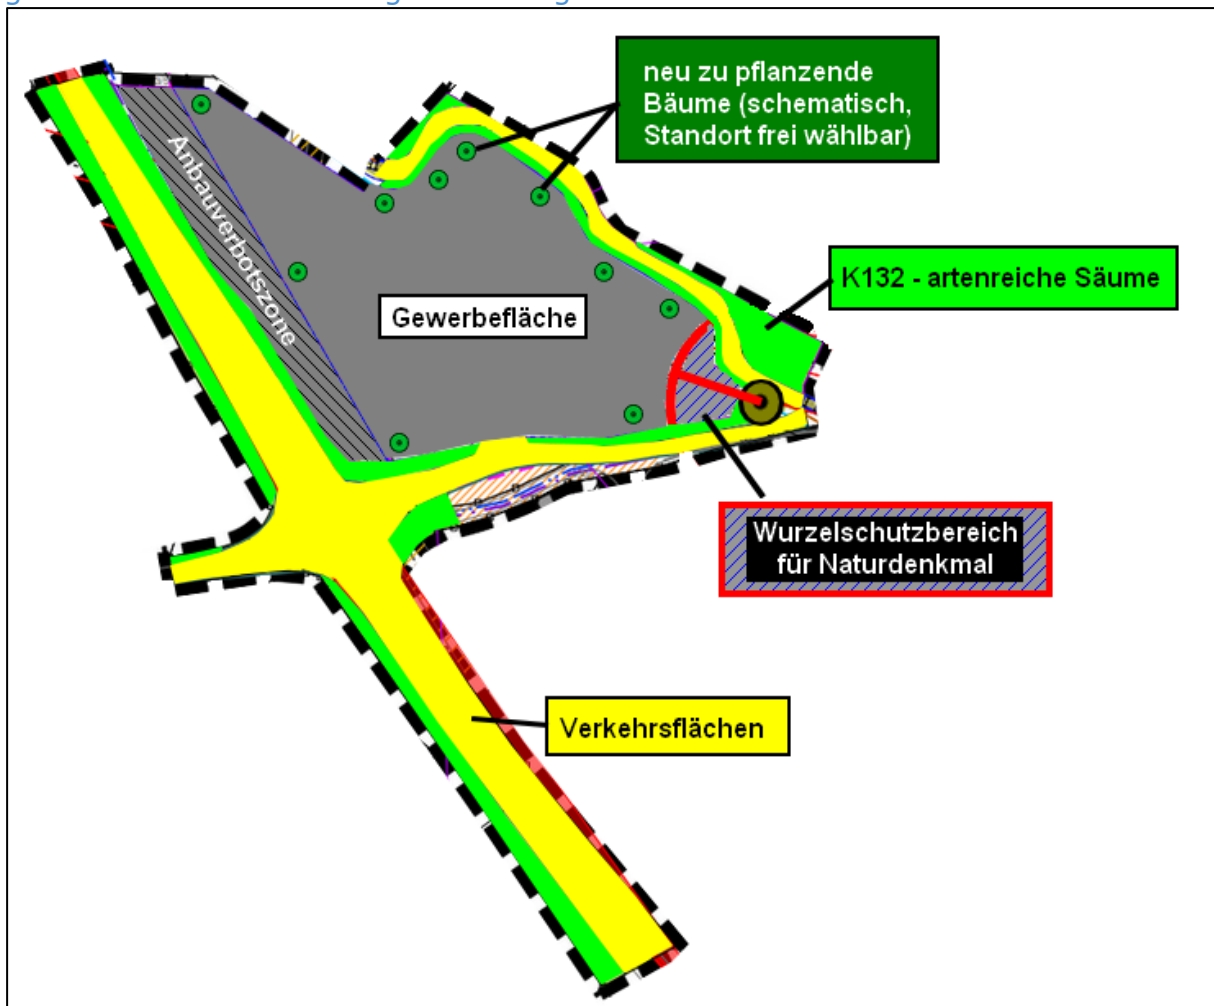 neu zu pflanzende
Bäume (schematisch,
Standort frei wählbar)
Anbauverbotszone
K132 - artenreiche Säume
Gewerbefläche
Wurzelschutzbereich
für Naturdenkmal
Verkehrsflächen